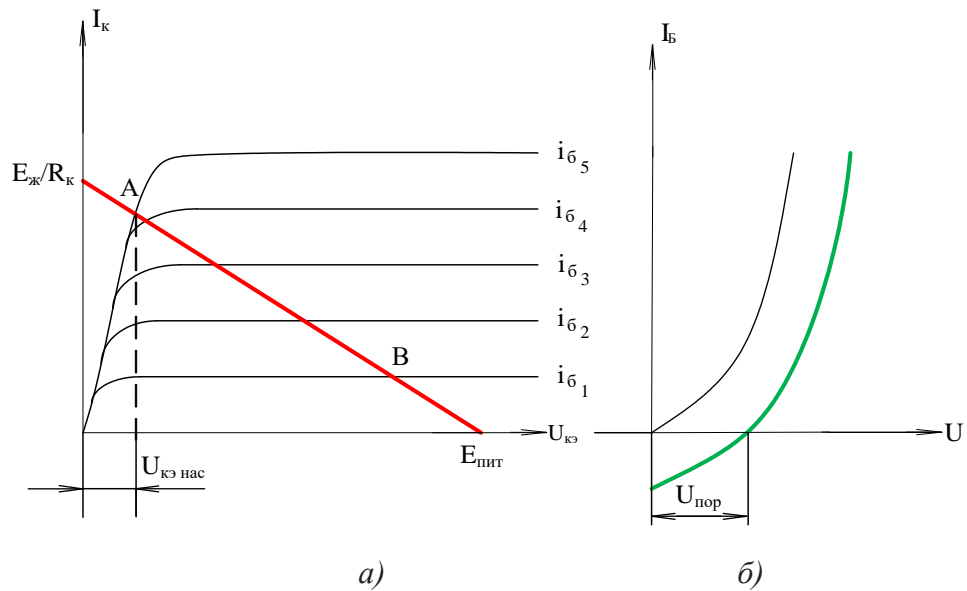 Iк
Eж/Rк
A
B
iб5
iб4
iб3
iб2
iб1
Uкэ
Eпит
Uкэ нас
а)
IБ
U
Uпор
б)